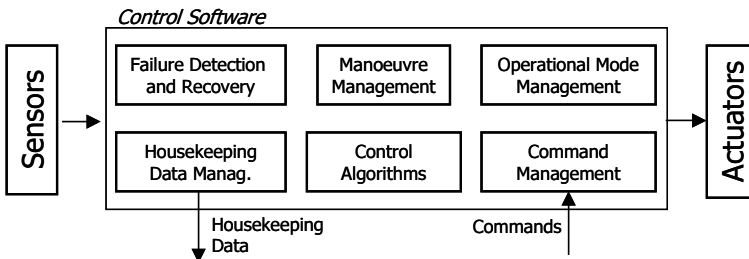 Control Software
Sensors
Failure Detection
and Recovery
Manoeuvre
Management
Operational Mode
Management
Housekeeping
Data Manag.
Control
Algorithms
Command
Management
Actuators
Housekeeping
Data
Commands